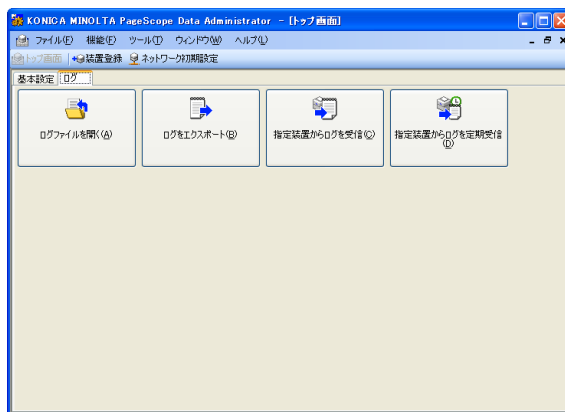 KONICA MINOLTA PageScope Data Administrator - [トップ画面]
ファイル(F) 機能(E) ツール(T) ウィンドウ(W) ヘルプ(L)
トップ画面 装置登録 ネットワーク初期設定
基本設定 ログ
ログファイルを開く(A) ログをエクスポート(B) 指定装置からログを受信(C) 指定装置からログを定期受信
(D)